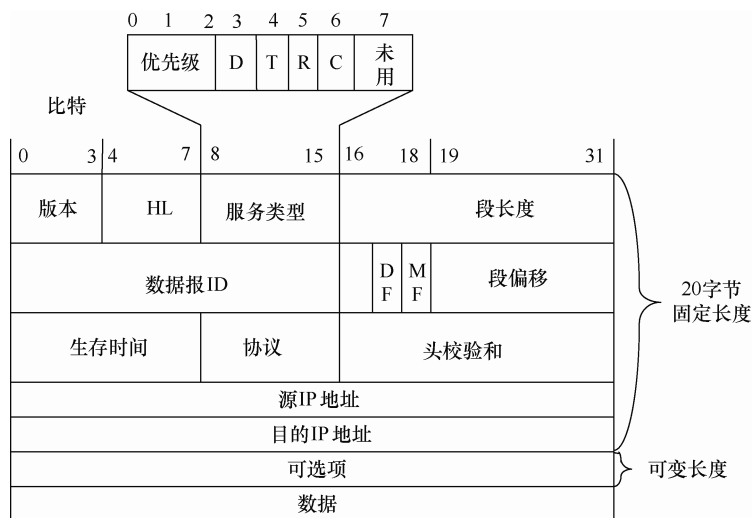 0 1 2 3 4 5 6 7
优先级 D T R C 未用
比特
0 3 4 7 8 15 16 18 19 31
版本 HL 服务类型 段长度
数据报ID DF MF 段偏移
20字节
固定长度
生存时间 协议 头校验和
源IP地址
目的IP地址
可选项 可变长度
数据